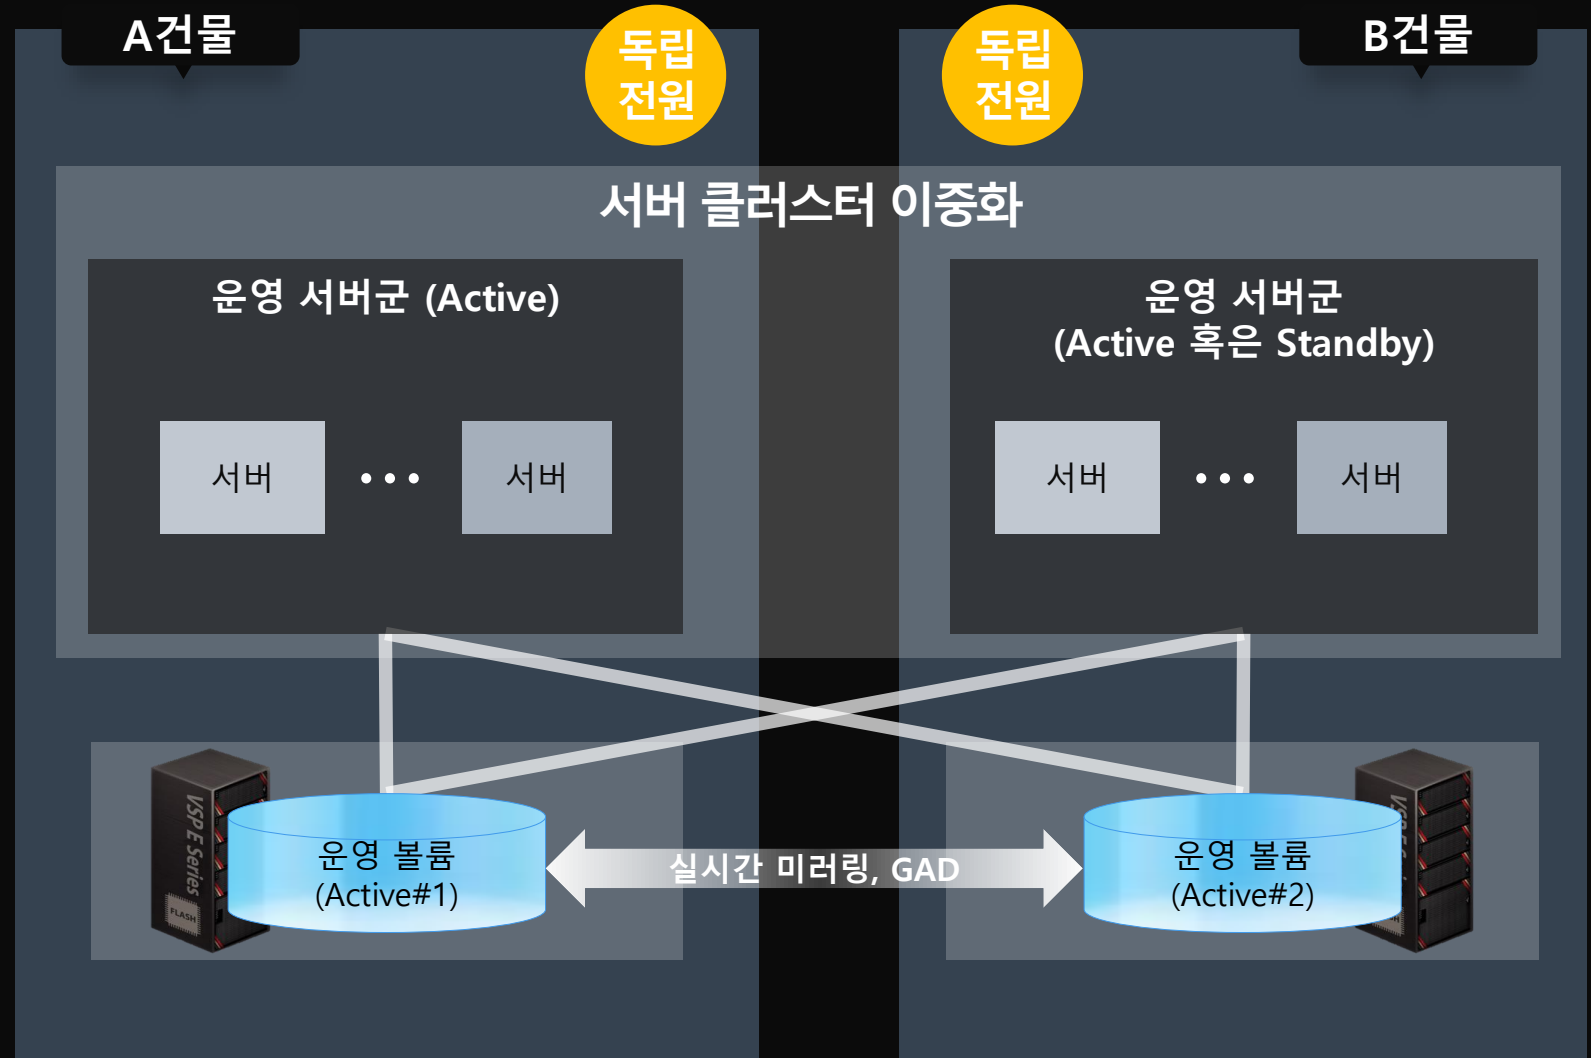 A건물
독립
전원
독립
전원
B건물
서버 클러스터 이중화
운영 서버군 (Active)
운영 서버군
(Active 혹은 Standby)
서버
•••
서버
서버
•••
서버
VSP E Series
FLASH
운영 볼륨
(Active#1)
실시간 미러링, GAD
운영 볼륨
(Active#2)
VSP E